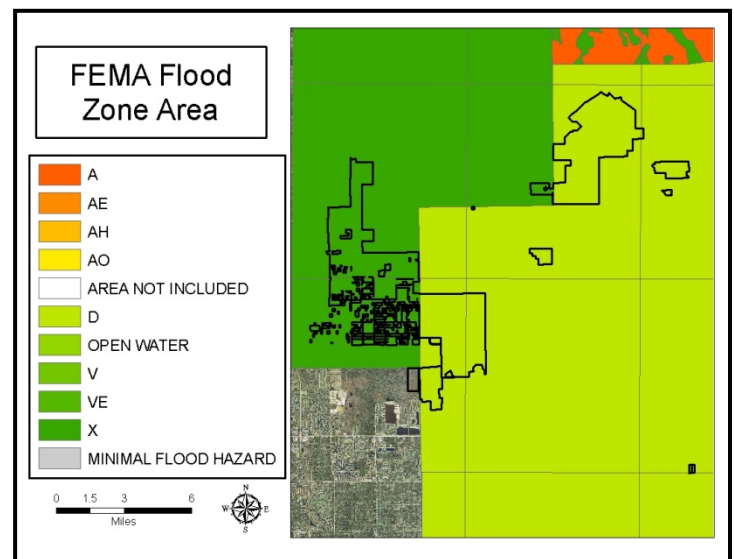 FEMA Flood
Zone Area
A
AE
AH
AO
AREA NOT INCLUDED
D
OPEN WATER
V
VE
X
MINIMAL FLOOD HAZARD
0 1.5 3 6
Miles
N
W E
S